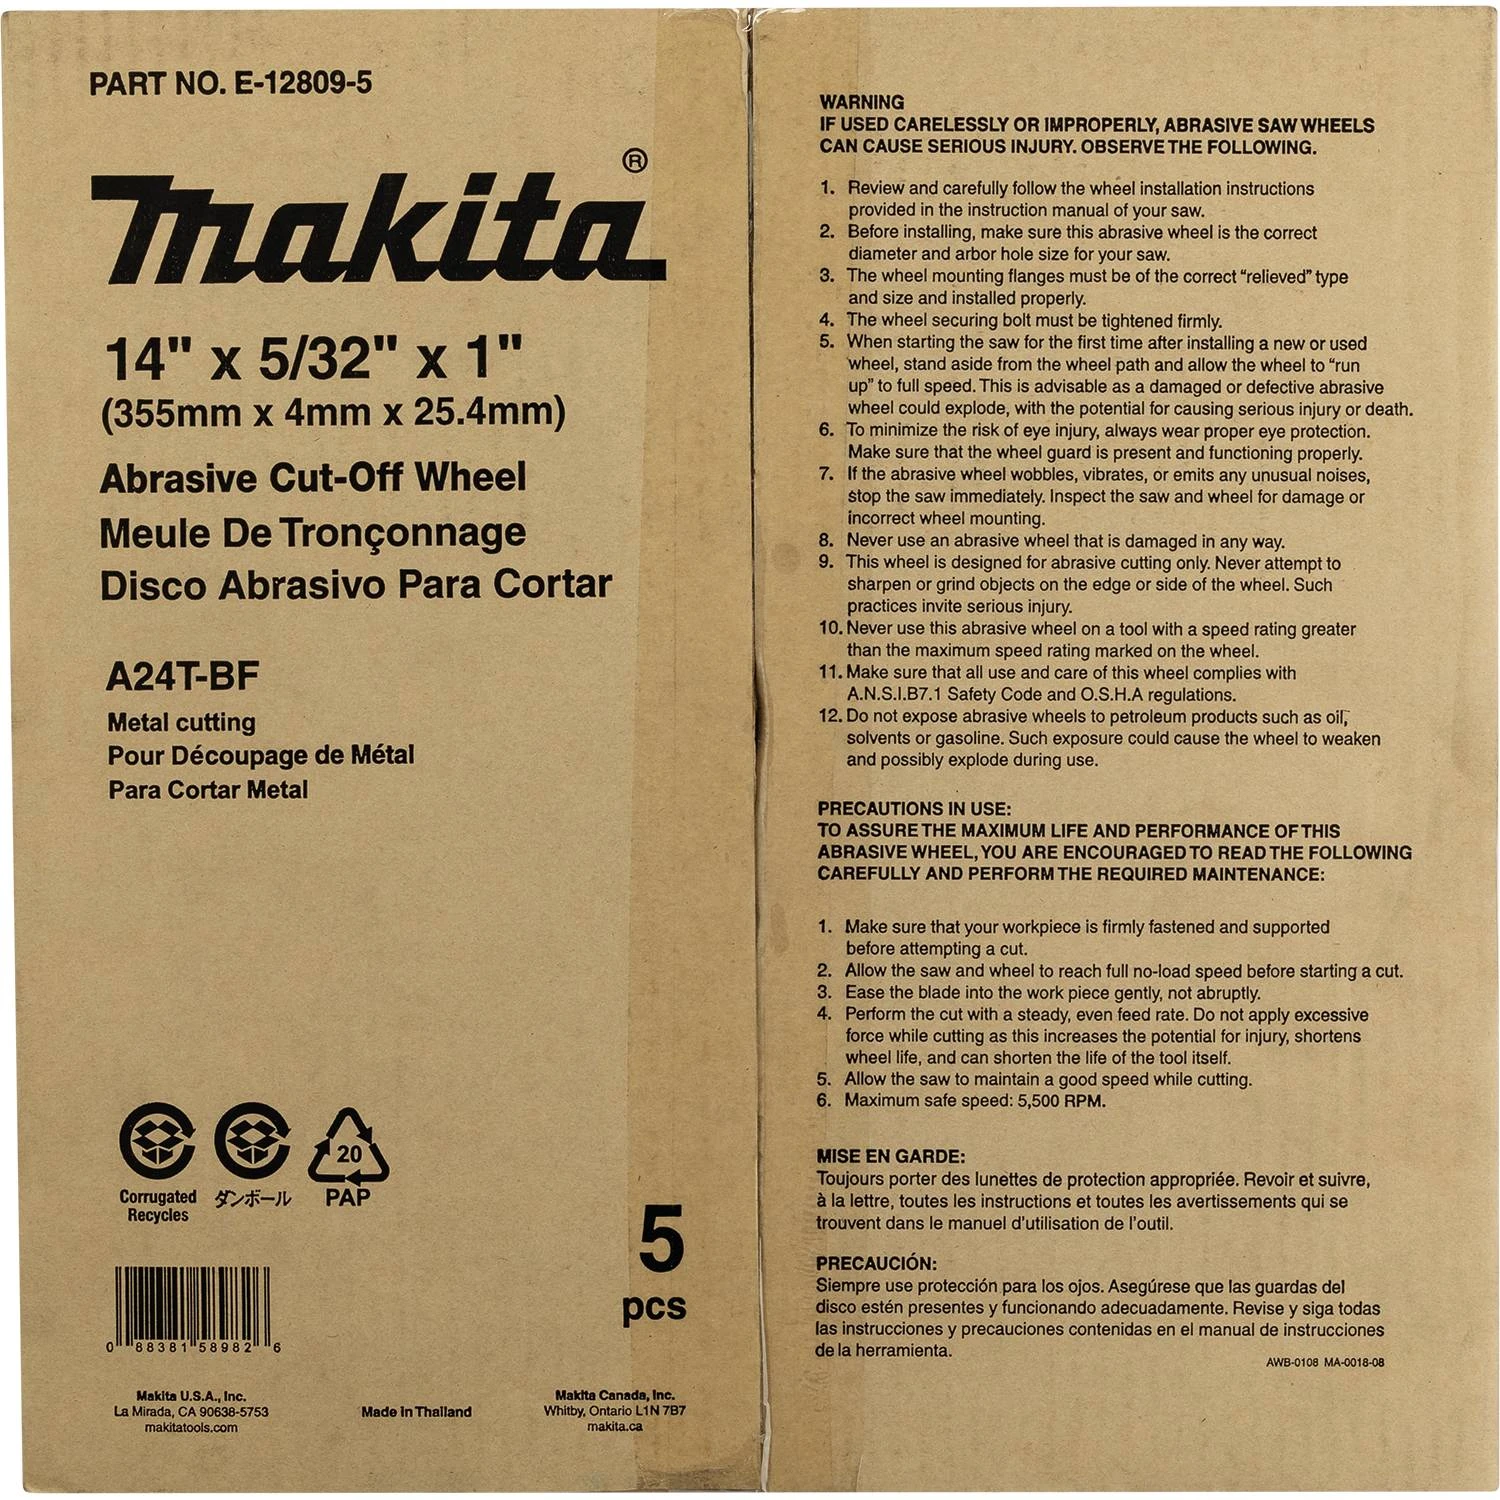 PART NO. E-12809-5
makita®
14" x 5/32" x 1"
(355mm x 4mm x 25.4mm)
Abrasive Cut-Off Wheel
Meule De Tronçonnage
Disco Abrasivo Para Cortar
A24T-BF
Metal cutting
Pour Découpage de Métal
Para Cortar Metal
Corrugated
Recycles
ダンボール
20
PAP
5
pcs
0 88381 58982 6
Makita U.S.A., Inc.
La Mirada, CA 90638-5753
makitatools.com
Made in Thailand
Makita Canada, Inc.
Whitby, Ontario L1N 7B7
makita.ca
WARNING
IF USED CARELESSLY OR IMPROPERLY, ABRASIVE SAW WHEELS
CAN CAUSE SERIOUS INJURY. OBSERVE THE FOLLOWING.
1. Review and carefully follow the wheel installation instructions
provided in the instruction manual of your saw.
2. Before installing, make sure this abrasive wheel is the correct
diameter and arbor hole size for your saw.
3. The wheel mounting flanges must be of the correct “relieved” type
and size and installed properly.
4. The wheel securing bolt must be tightened firmly.
5. When starting the saw for the first time after installing a new or used
wheel, stand aside from the wheel path and allow the wheel to “run
up” to full speed. This is advisable as a damaged or defective abrasive
wheel could explode, with the potential for causing serious injury or death.
6. To minimize the risk of eye injury, always wear proper eye protection.
Make sure that the wheel guard is present and functioning properly.
7. If the abrasive wheel wobbles, vibrates, or emits any unusual noises,
stop the saw immediately. Inspect the saw and wheel for damage or
incorrect wheel mounting.
8. Never use an abrasive wheel that is damaged in any way.
9. This wheel is designed for abrasive cutting only. Never attempt to
sharpen or grind objects on the edge or side of the wheel. Such
practices invite serious injury.
10. Never use this abrasive wheel on a tool with a speed rating greater
than the maximum speed rating marked on the wheel.
11. Make sure that all use and care of this wheel complies with
A.N.S.I.B7.1 Safety Code and O.S.H.A regulations.
12. Do not expose abrasive wheels to petroleum products such as oil,
solvents or gasoline. Such exposure could cause the wheel to weaken
and possibly explode during use.
PRECAUTIONS IN USE:
TO ASSURE THE MAXIMUM LIFE AND PERFORMANCE OF THIS
ABRASIVE WHEEL, YOU ARE ENCOURAGED TO READ THE FOLLOWING
CAREFULLY AND PERFORM THE REQUIRED MAINTENANCE:
1. Make sure that your workpiece is firmly fastened and supported
before attempting a cut.
2. Allow the saw and wheel to reach full no-load speed before starting a cut.
3. Ease the blade into the work piece gently, not abruptly.
4. Perform the cut with a steady, even feed rate. Do not apply excessive
force while cutting as this increases the potential for injury, shortens
wheel life, and can shorten the life of the tool itself.
5. Allow the saw to maintain a good speed while cutting.
6. Maximum safe speed: 5,500 RPM.
MISE EN GARDE:
Toujours porter des lunettes de protection appropriée. Revoir et suivre,
à la lettre, toutes les instructions et toutes les avertissements qui se
trouvent dans le manuel d'utilisation de l'outil.
PRECAUCIÓN:
Siempre use protección para los ojos. Asegúrese que las guardas del
disco estén presentes y funcionando adecuadamente. Revise y siga todas
las instrucciones y precauciones contenidas en el manual de instrucciones
de la herramienta.
AWB-0108 MA-0018-08